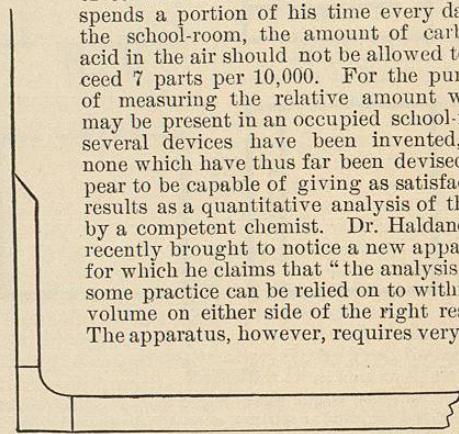 spends a portion of his time every da
the school-room, the amount of carb
acid in the air should not be allowed t
ceed 7 parts per 10,000. For the pur
of measuring the relative amount w
may be present in an occupied school-
several devices have been invented,
none which have thus far been devised
pear to be capable of giving as satisfac
results as a quantitative analysis of th
by a competent chemist. Dr. Haldane
recently brought to notice a new appa
for which he claims that “the analysis
some practice can be relied on to with
volume on either side of the right res
The apparatus, however, requires very